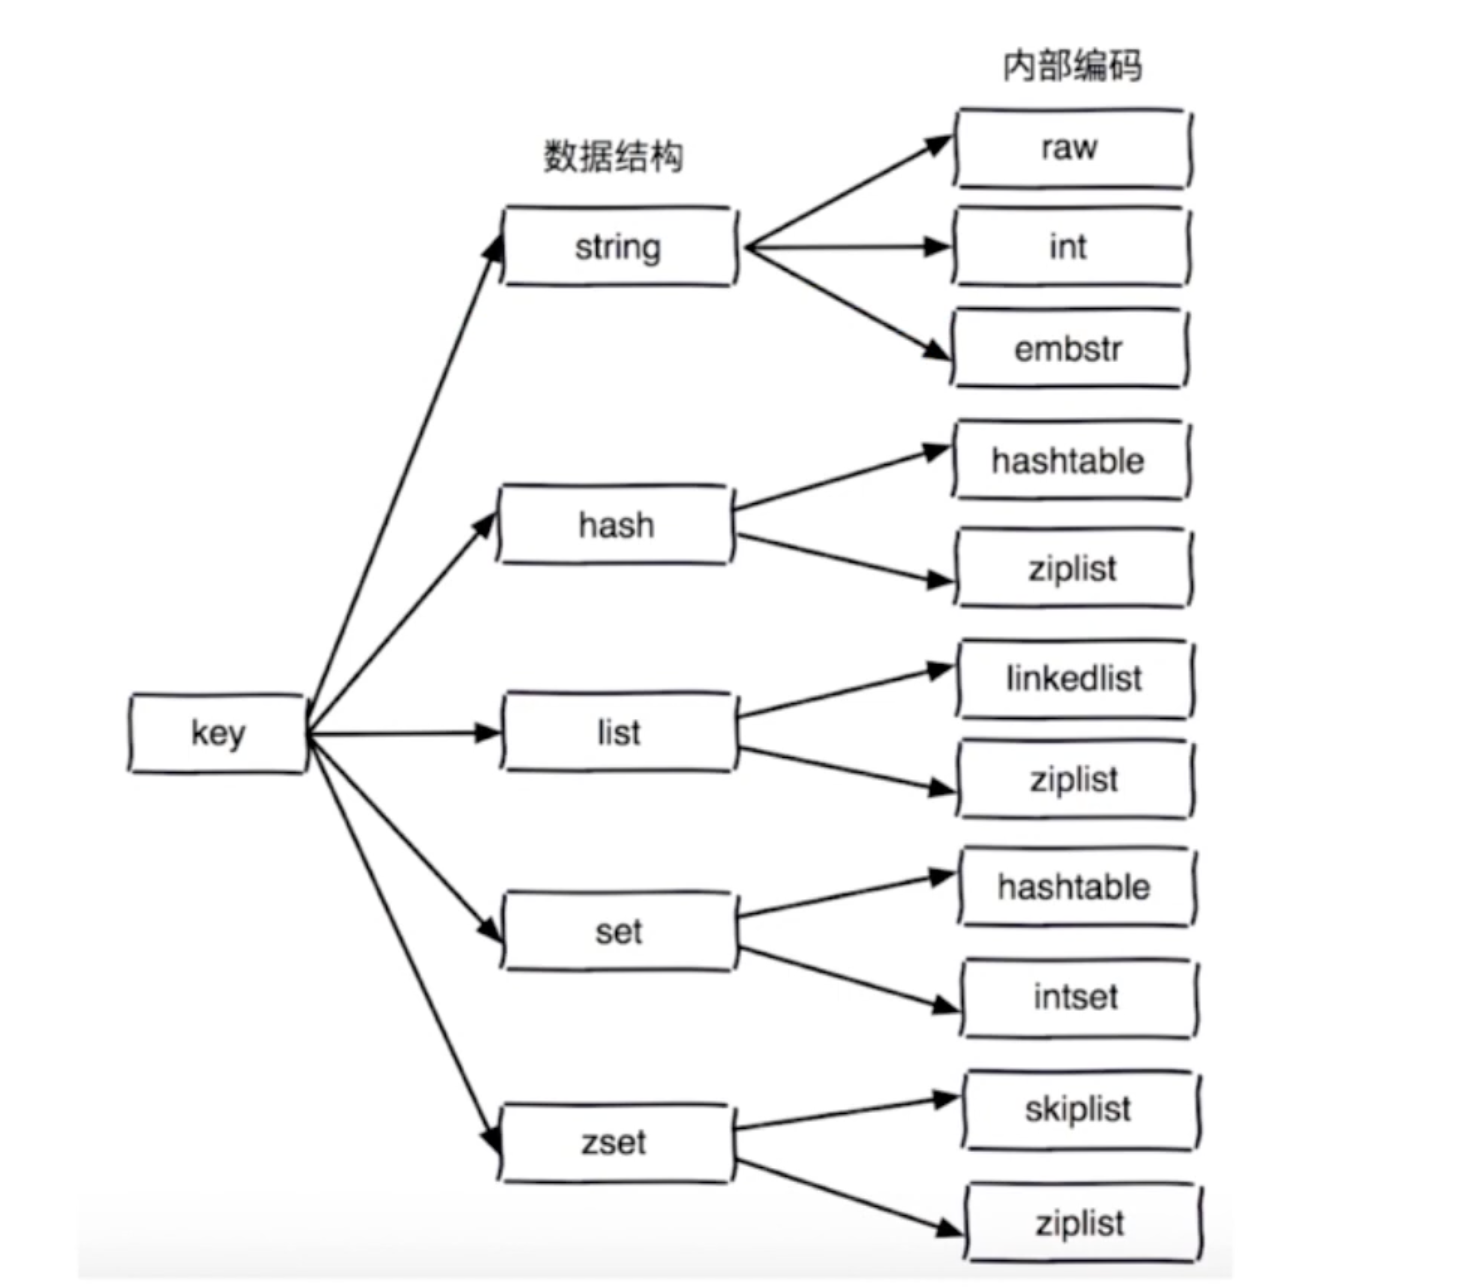 内部编码
raw
数据结构
string
int
embstr
hashtable
hash
ziplist
linkedlist
key
list
ziplist
hashtable
set
intset
skiplist
zset
ziplist